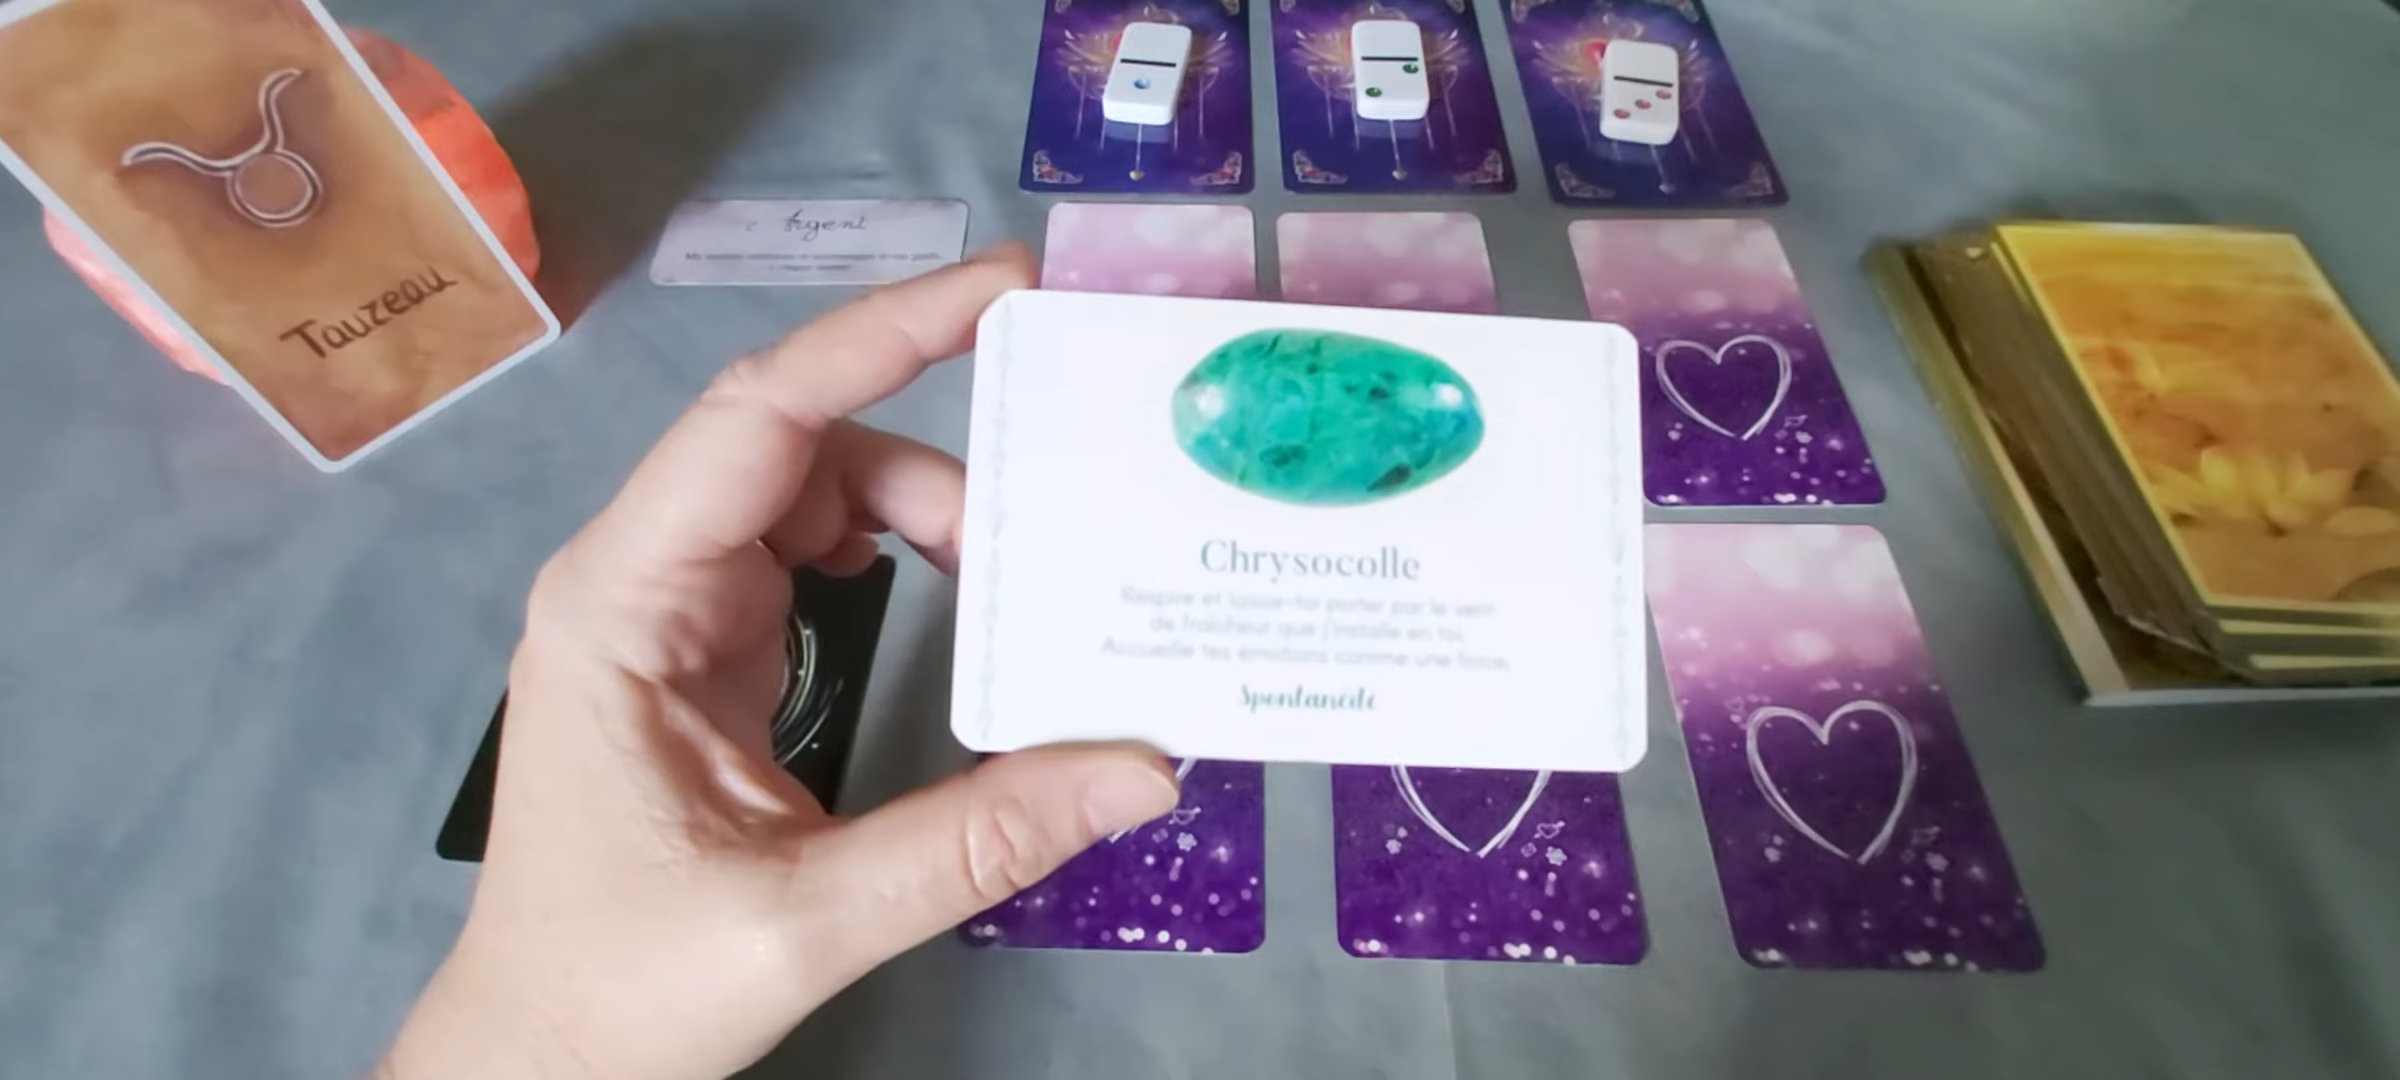 Taureau
Argent
Chrysocolle
Respire et laisse-toi porter par le vent
de fraîcheur que j'installe en toi.
Accueille tes émotions comme une force.
Spontanéité